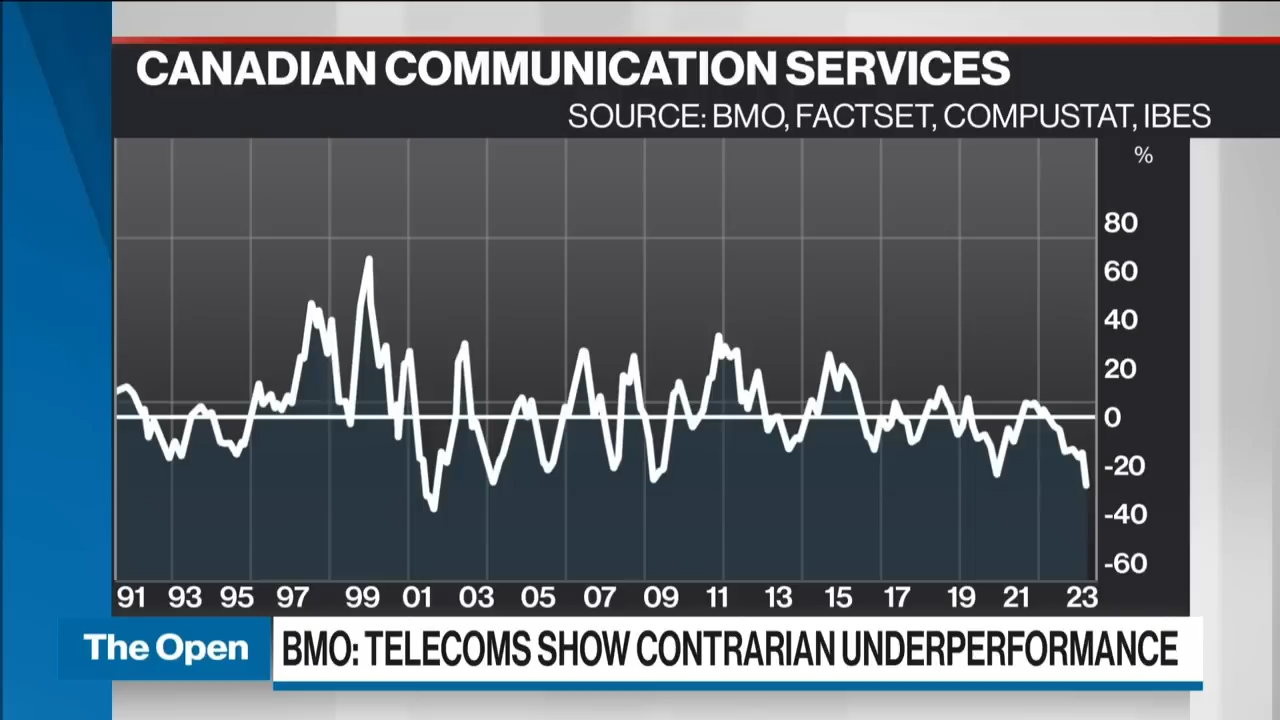 CANADIAN COMMUNICATION SERVICES
SOURCE: BMO, FACTSET, COMPUSTAT, IBES
%
80
60
40
20
0
-20
-40
-60
91 93 95 97 99 01 03 05 07 09 11 13 15 17 19 21 23
The Open
BMO: TELECOMS SHOW CONTRARIAN UNDERPERFORMANCE